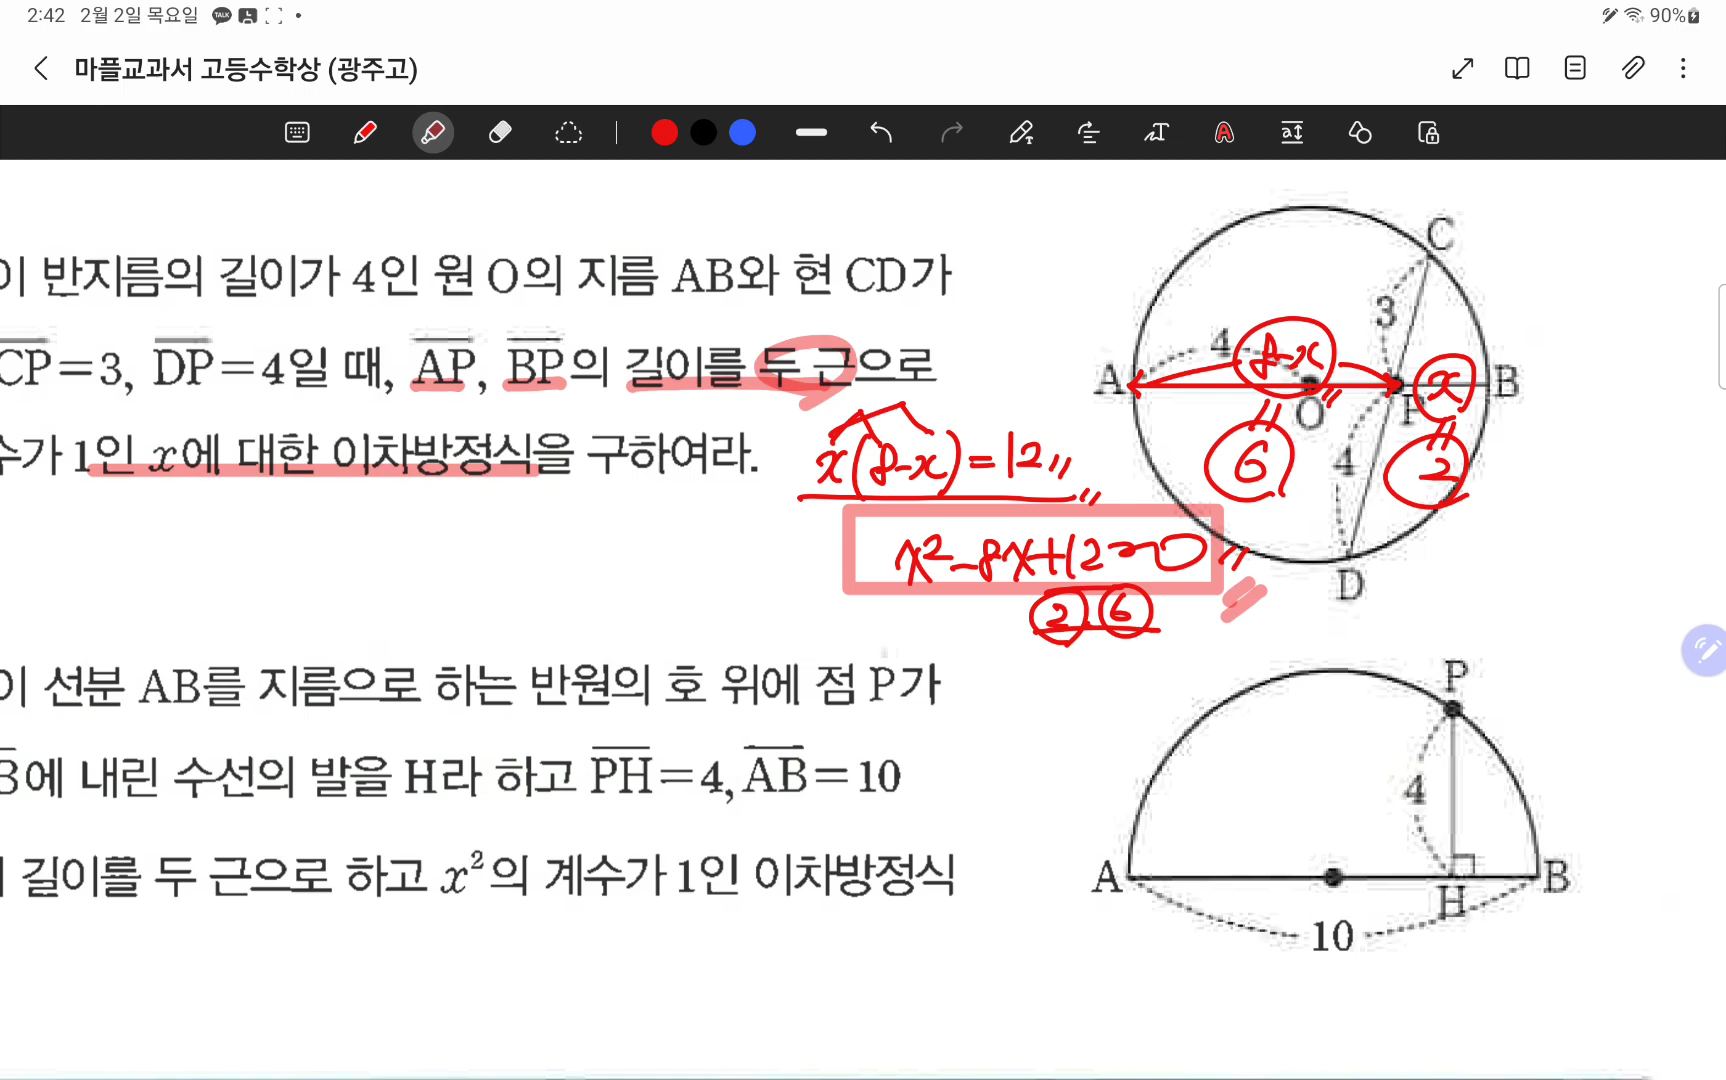 2:42 2월 2일 목요일 TALK 90%
마플교과서 고등수학상 (광주고)
이 반지름의 길이가 4인 원 O의 지름 AB와 현 CD가
CP=3, DP=4일 때, AP, BP의 길이를 두 근으로
수가 1인 x에 대한 이차방정식을 구하여라.
x(8-x)=12
x²-8x+12=0
2 6
C
3
4 8-x
A O P x B
6 4 2
D
이 선분 AB를 지름으로 하는 반원의 호 위에 점 P가
B에 내린 수선의 발을 H라 하고 PH=4, AB=10
길이를 두 근으로 하고 x²의 계수가 1인 이차방정식
P
4
A H B
10